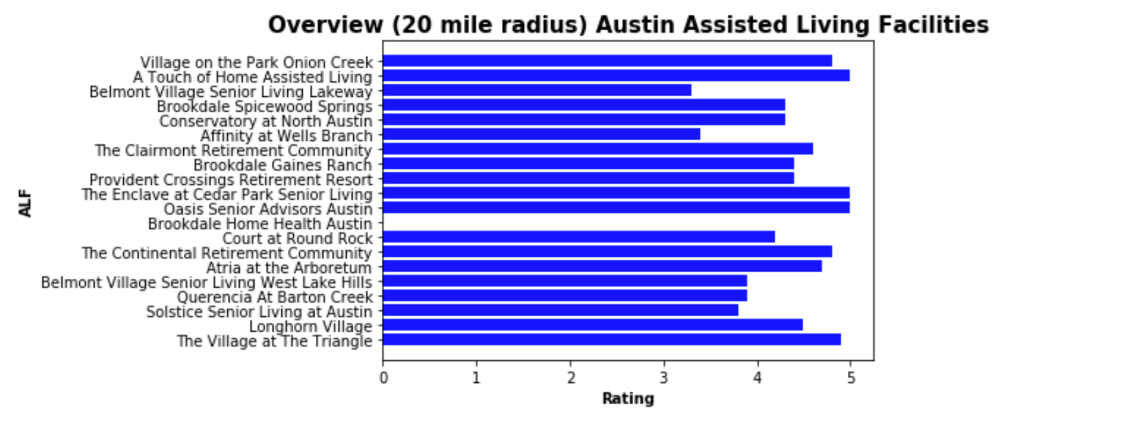 Overview (20 mile radius) Austin Assisted Living Facilities
ALF
Village on the Park Onion Creek
A Touch of Home Assisted Living
Belmont Village Senior Living Lakeway
Brookdale Spicewood Springs
Conservatory at North Austin
Affinity at Wells Branch
The Clairmont Retirement Community
Brookdale Gaines Ranch
Provident Crossings Retirement Resort
The Enclave at Cedar Park Senior Living
Oasis Senior Advisors Austin
Brookdale Home Health Austin
Court at Round Rock
The Continental Retirement Community
Atria at the Arboretum
Belmont Village Senior Living West Lake Hills
Querencia At Barton Creek
Solstice Senior Living at Austin
Longhorn Village
The Village at The Triangle
0 1 2 3 4 5
Rating